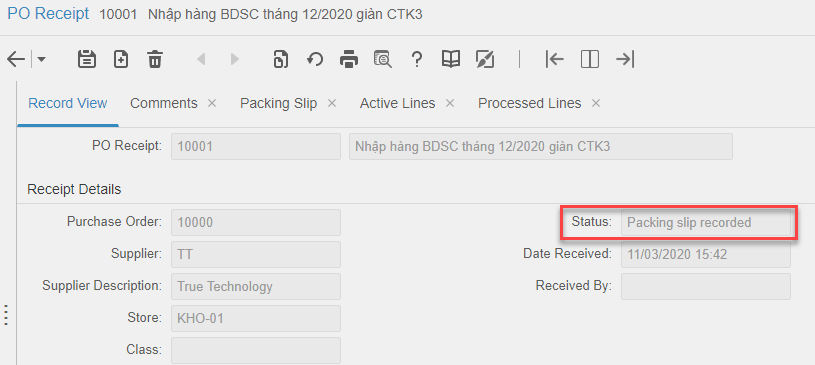 PO Receipt 10001 Nhập hàng BDSC tháng 12/2020 giàn CTK3
Record View Comments × Packing Slip × Active Lines × Processed Lines ×
PO Receipt: 10001 Nhập hàng BDSC tháng 12/2020 giàn CTK3
Receipt Details
Purchase Order: 10000 Status: Packing slip recorded
Supplier: TT Date Received: 11/03/2020 15:42
Supplier Description: True Technology Received By:
Store: KHO-01
Class: